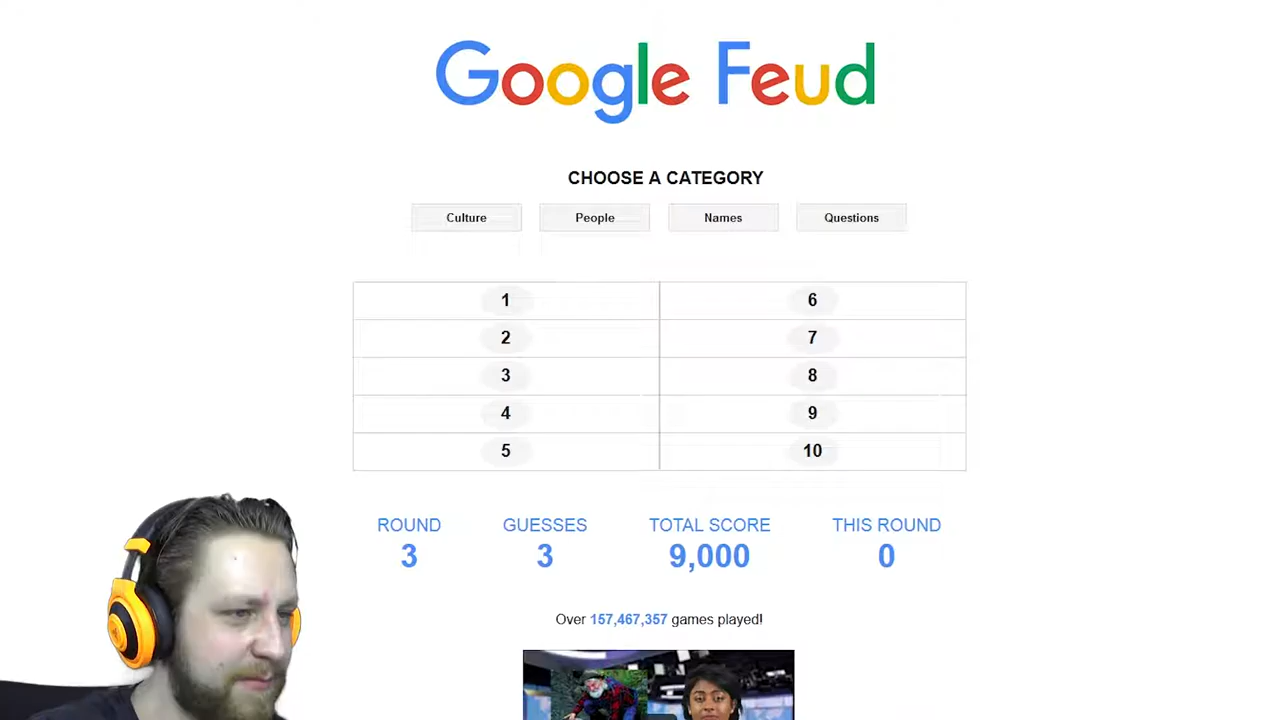 Google Feud
CHOOSE A CATEGORY
Culture People Names Questions
1 6
2 7
3 8
4 9
5 10
ROUND GUESSES TOTAL SCORE THIS ROUND
3 3 9,000 0
Over 157,467,357 games played!